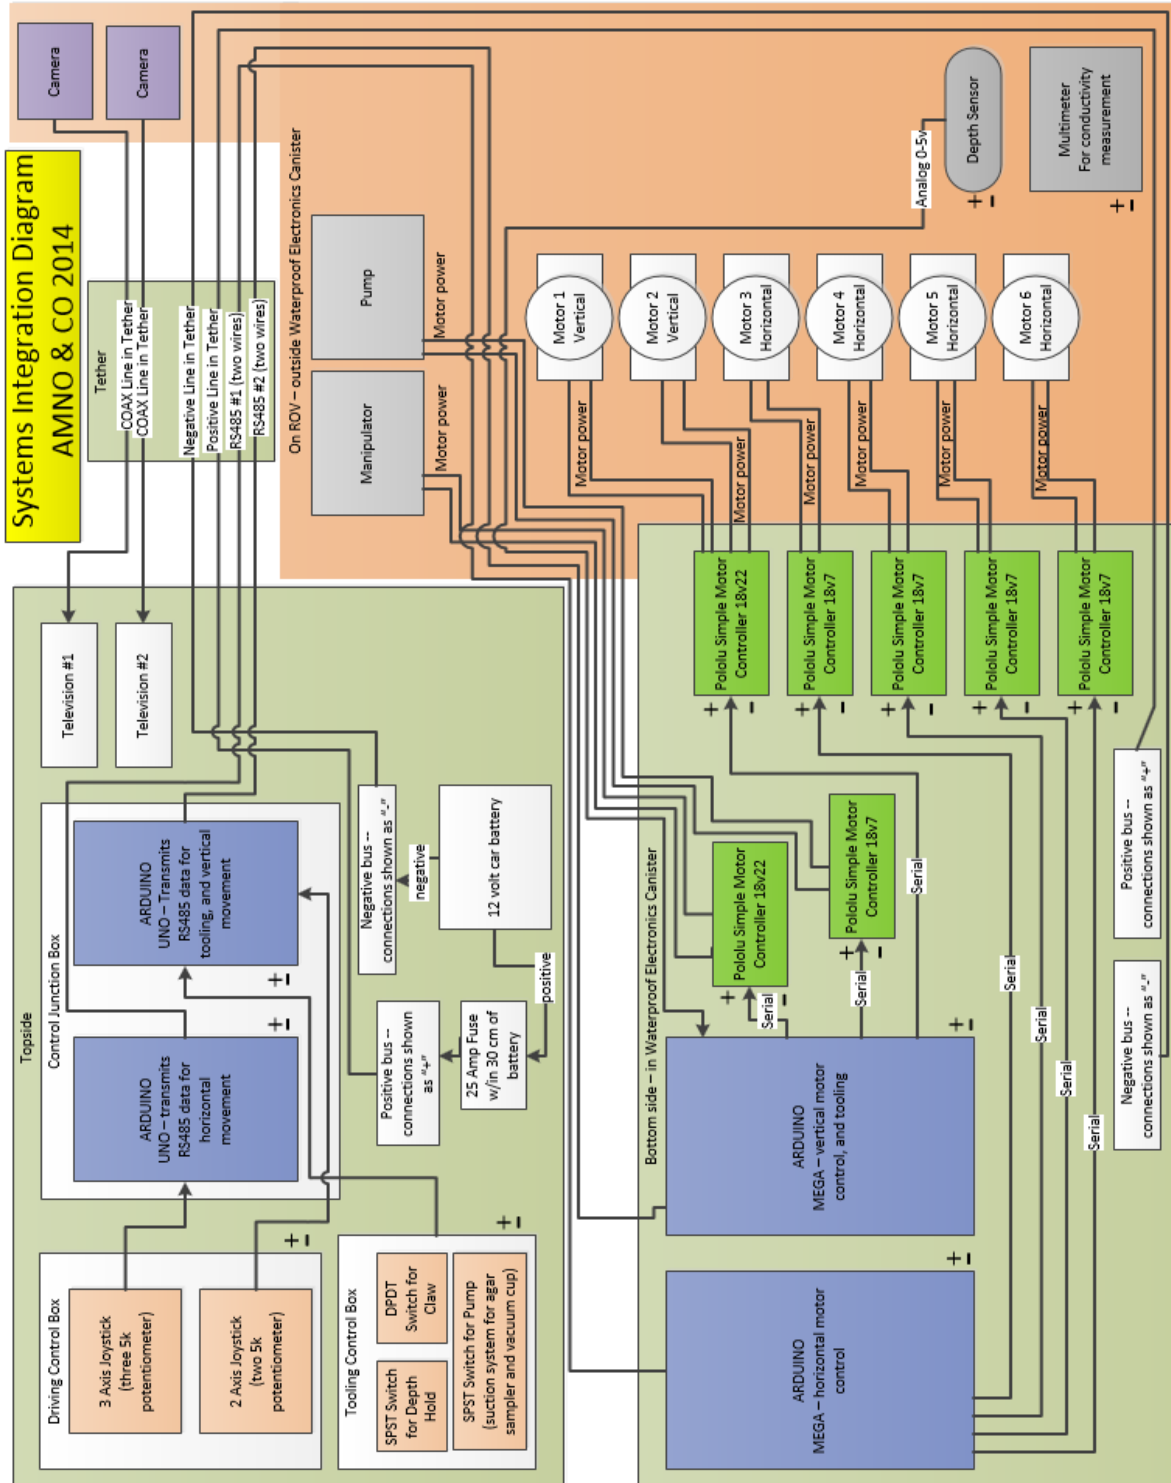 Systems Integration Diagram
AMNO & CO 2014
Camera
Camera
Tether
COAX Line in Tether
COAX Line in Tether
Negative Line in Tether
Positive Line in Tether
RS485 #1 (two wires)
RS485 #2 (two wires)
Topside
Television #1
Television #2
Control Junction Box
ARDUINO
UNO – transmits
RS485 data for
horizontal
movement
+
-
ARDUINO
UNO – Transmits
RS485 data for
tooling, and vertical
movement
+
-
Driving Control Box
3 Axis Joystick
(three 5k
potentiometer)
2 Axis Joystick
(two 5k
potentiometer)
+
-
Tooling Control Box
SPST Switch
for Depth
Hold
DPDT
Switch for
Claw
SPST Switch for Pump
(suction system for agar
sampler and vacuum cup)
+
-
Negative bus --
connections shown as “-”
negative
12 volt car battery
positive
25 Amp Fuse
w/in 30 cm of
battery
Positive bus --
connections shown
as “+”
On ROV – outside Waterproof Electronics Canister
Manipulator
Motor power
Pump
Motor power
Analog 0-5v
Depth Sensor
+
-
Multimeter
For conductivity
measurement
+
-
Motor 1
Vertical
Motor 2
Vertical
Motor 3
Horizontal
Motor 4
Horizontal
Motor 5
Horizontal
Motor 6
Horizontal
Motor power
Motor power
Motor power
Motor power
Motor power
Motor power
Bottom side – in Waterproof Electronics Canister
ARDUINO
MEGA – horizontal motor
control
+
-
ARDUINO
MEGA – vertical motor
control, and tooling
+
-
Serial
Serial
Serial
Serial
Serial
Serial
Serial
+
-
Pololu Simple Motor
Controller 18v22
+
-
Pololu Simple Motor
Controller 18v7
+
-
Pololu Simple Motor
Controller 18v22
+
-
Pololu Simple Motor
Controller 18v7
+
-
Pololu Simple Motor
Controller 18v7
+
-
Pololu Simple Motor
Controller 18v7
+
-
Pololu Simple Motor
Controller 18v7
Negative bus --
connections shown as “-”
Positive bus --
connections shown as “+”